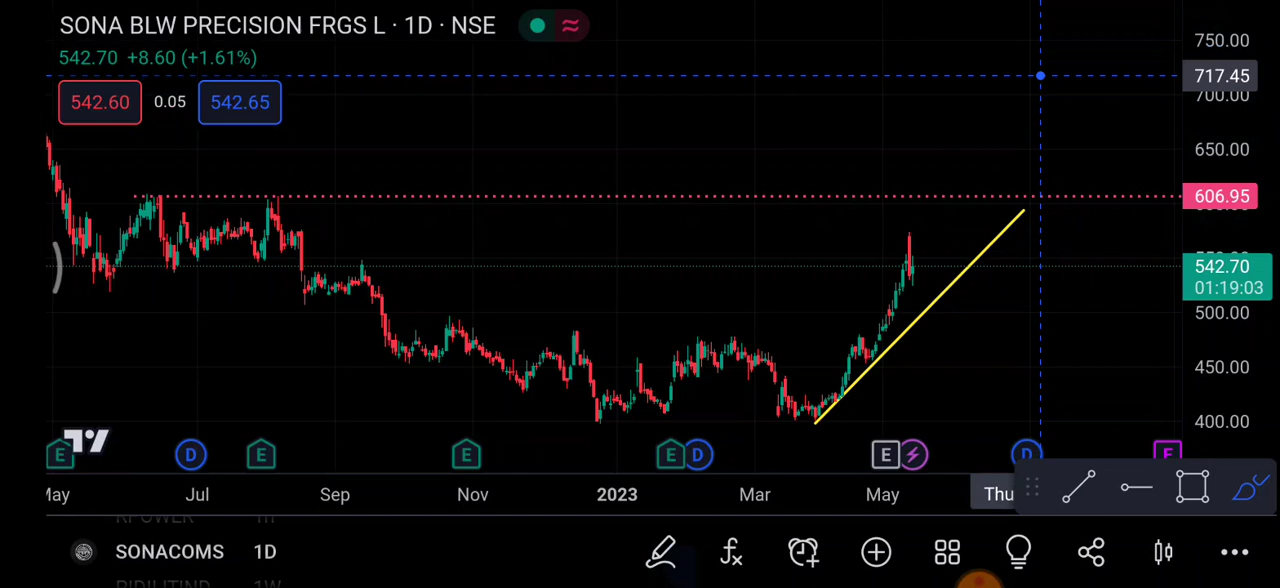 SONA BLW PRECISION FRGS L · 1D · NSE
542.70 +8.60 (+1.61%)
542.60 0.05 542.65
750.00
717.45
700.00
650.00
606.95
542.70
01:19:03
500.00
450.00
400.00
E D E E E D E D E
May Jul Sep Nov 2023 Mar May Thu
RPOWER
SONACOMS 1D